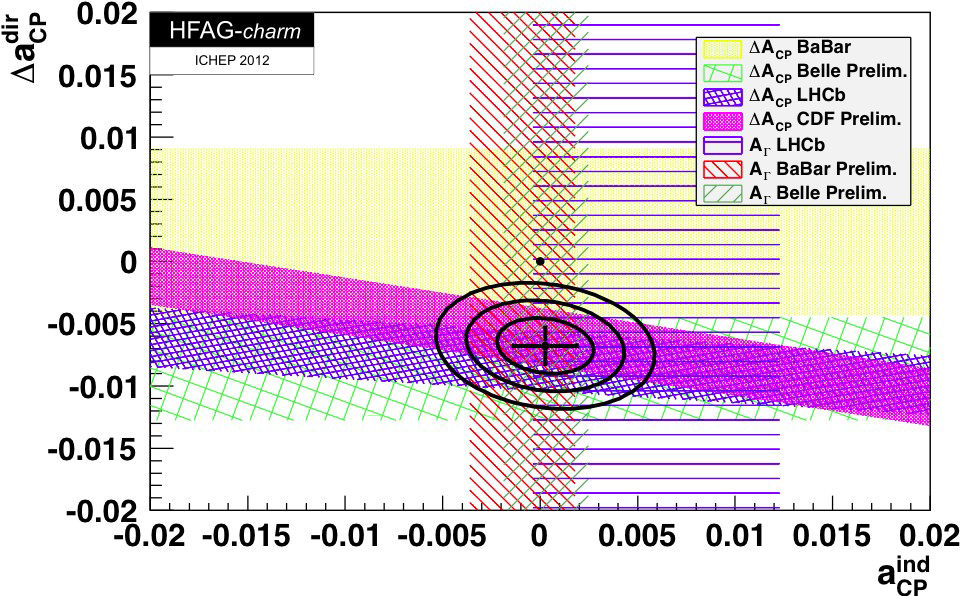 Δa_CP^dir
HFAG-charm
ICHEP 2012
ΔA_CP BaBar
ΔA_CP Belle Prelim.
ΔA_CP LHCb
ΔA_CP CDF Prelim.
A_Γ LHCb
A_Γ BaBar Prelim.
A_Γ Belle Prelim.
0.02
0.015
0.01
0.005
0
-0.005
-0.01
-0.015
-0.02
-0.02 -0.015 -0.01 -0.005 0 0.005 0.01 0.015 0.02
a_CP^ind